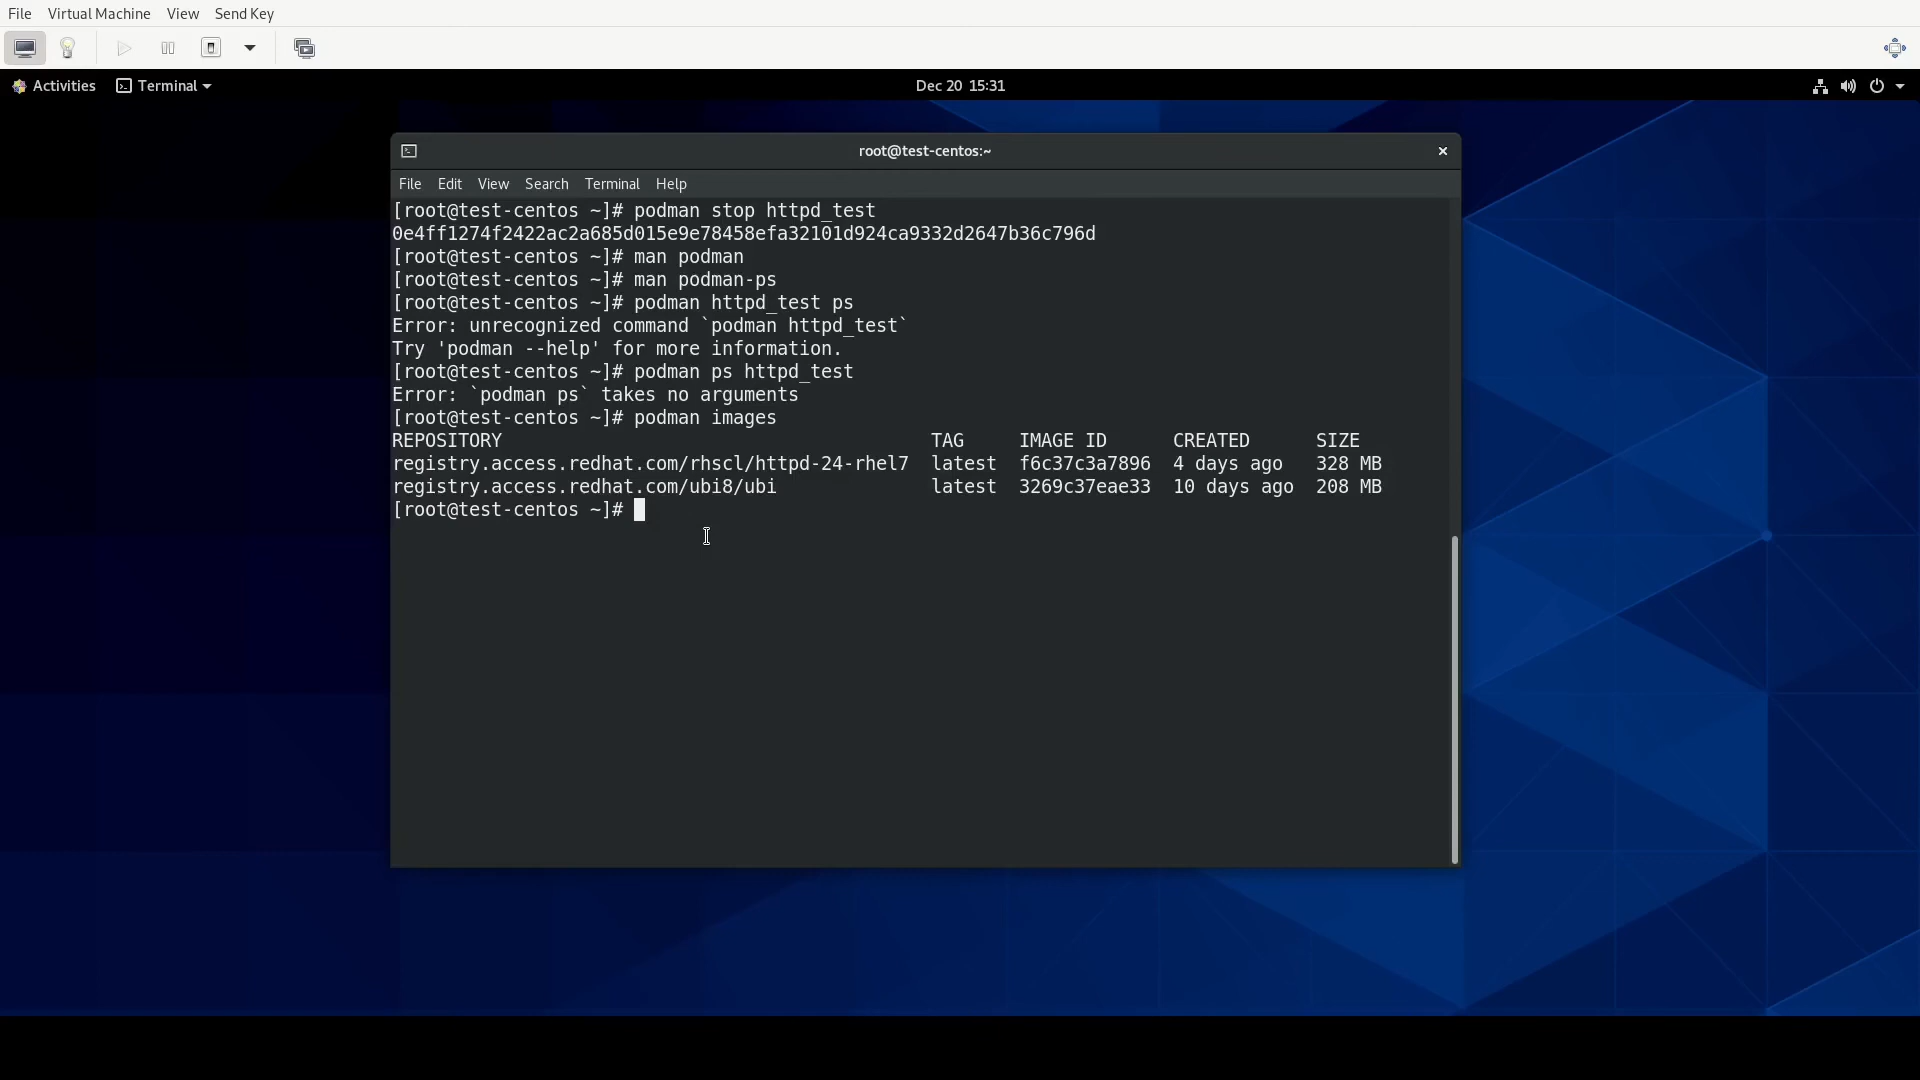 File Virtual Machine View Send Key
Activities Terminal Dec 20 15:31
root@test-centos:~
File Edit View Search Terminal Help
[root@test-centos ~]# podman stop httpd_test
0e4ff1274f2422ac2a685d015e9e78458efa32101d924ca9332d2647b36c796d
[root@test-centos ~]# man podman
[root@test-centos ~]# man podman-ps
[root@test-centos ~]# podman httpd_test ps
Error: unrecognized command `podman httpd_test`
Try 'podman --help' for more information.
[root@test-centos ~]# podman ps httpd_test
Error: `podman ps` takes no arguments
[root@test-centos ~]# podman images
REPOSITORY TAG IMAGE ID CREATED SIZE
registry.access.redhat.com/rhscl/httpd-24-rhel7 latest f6c37c3a7896 4 days ago 328 MB
registry.access.redhat.com/ubi8/ubi latest 3269c37eae33 10 days ago 208 MB
[root@test-centos ~]#